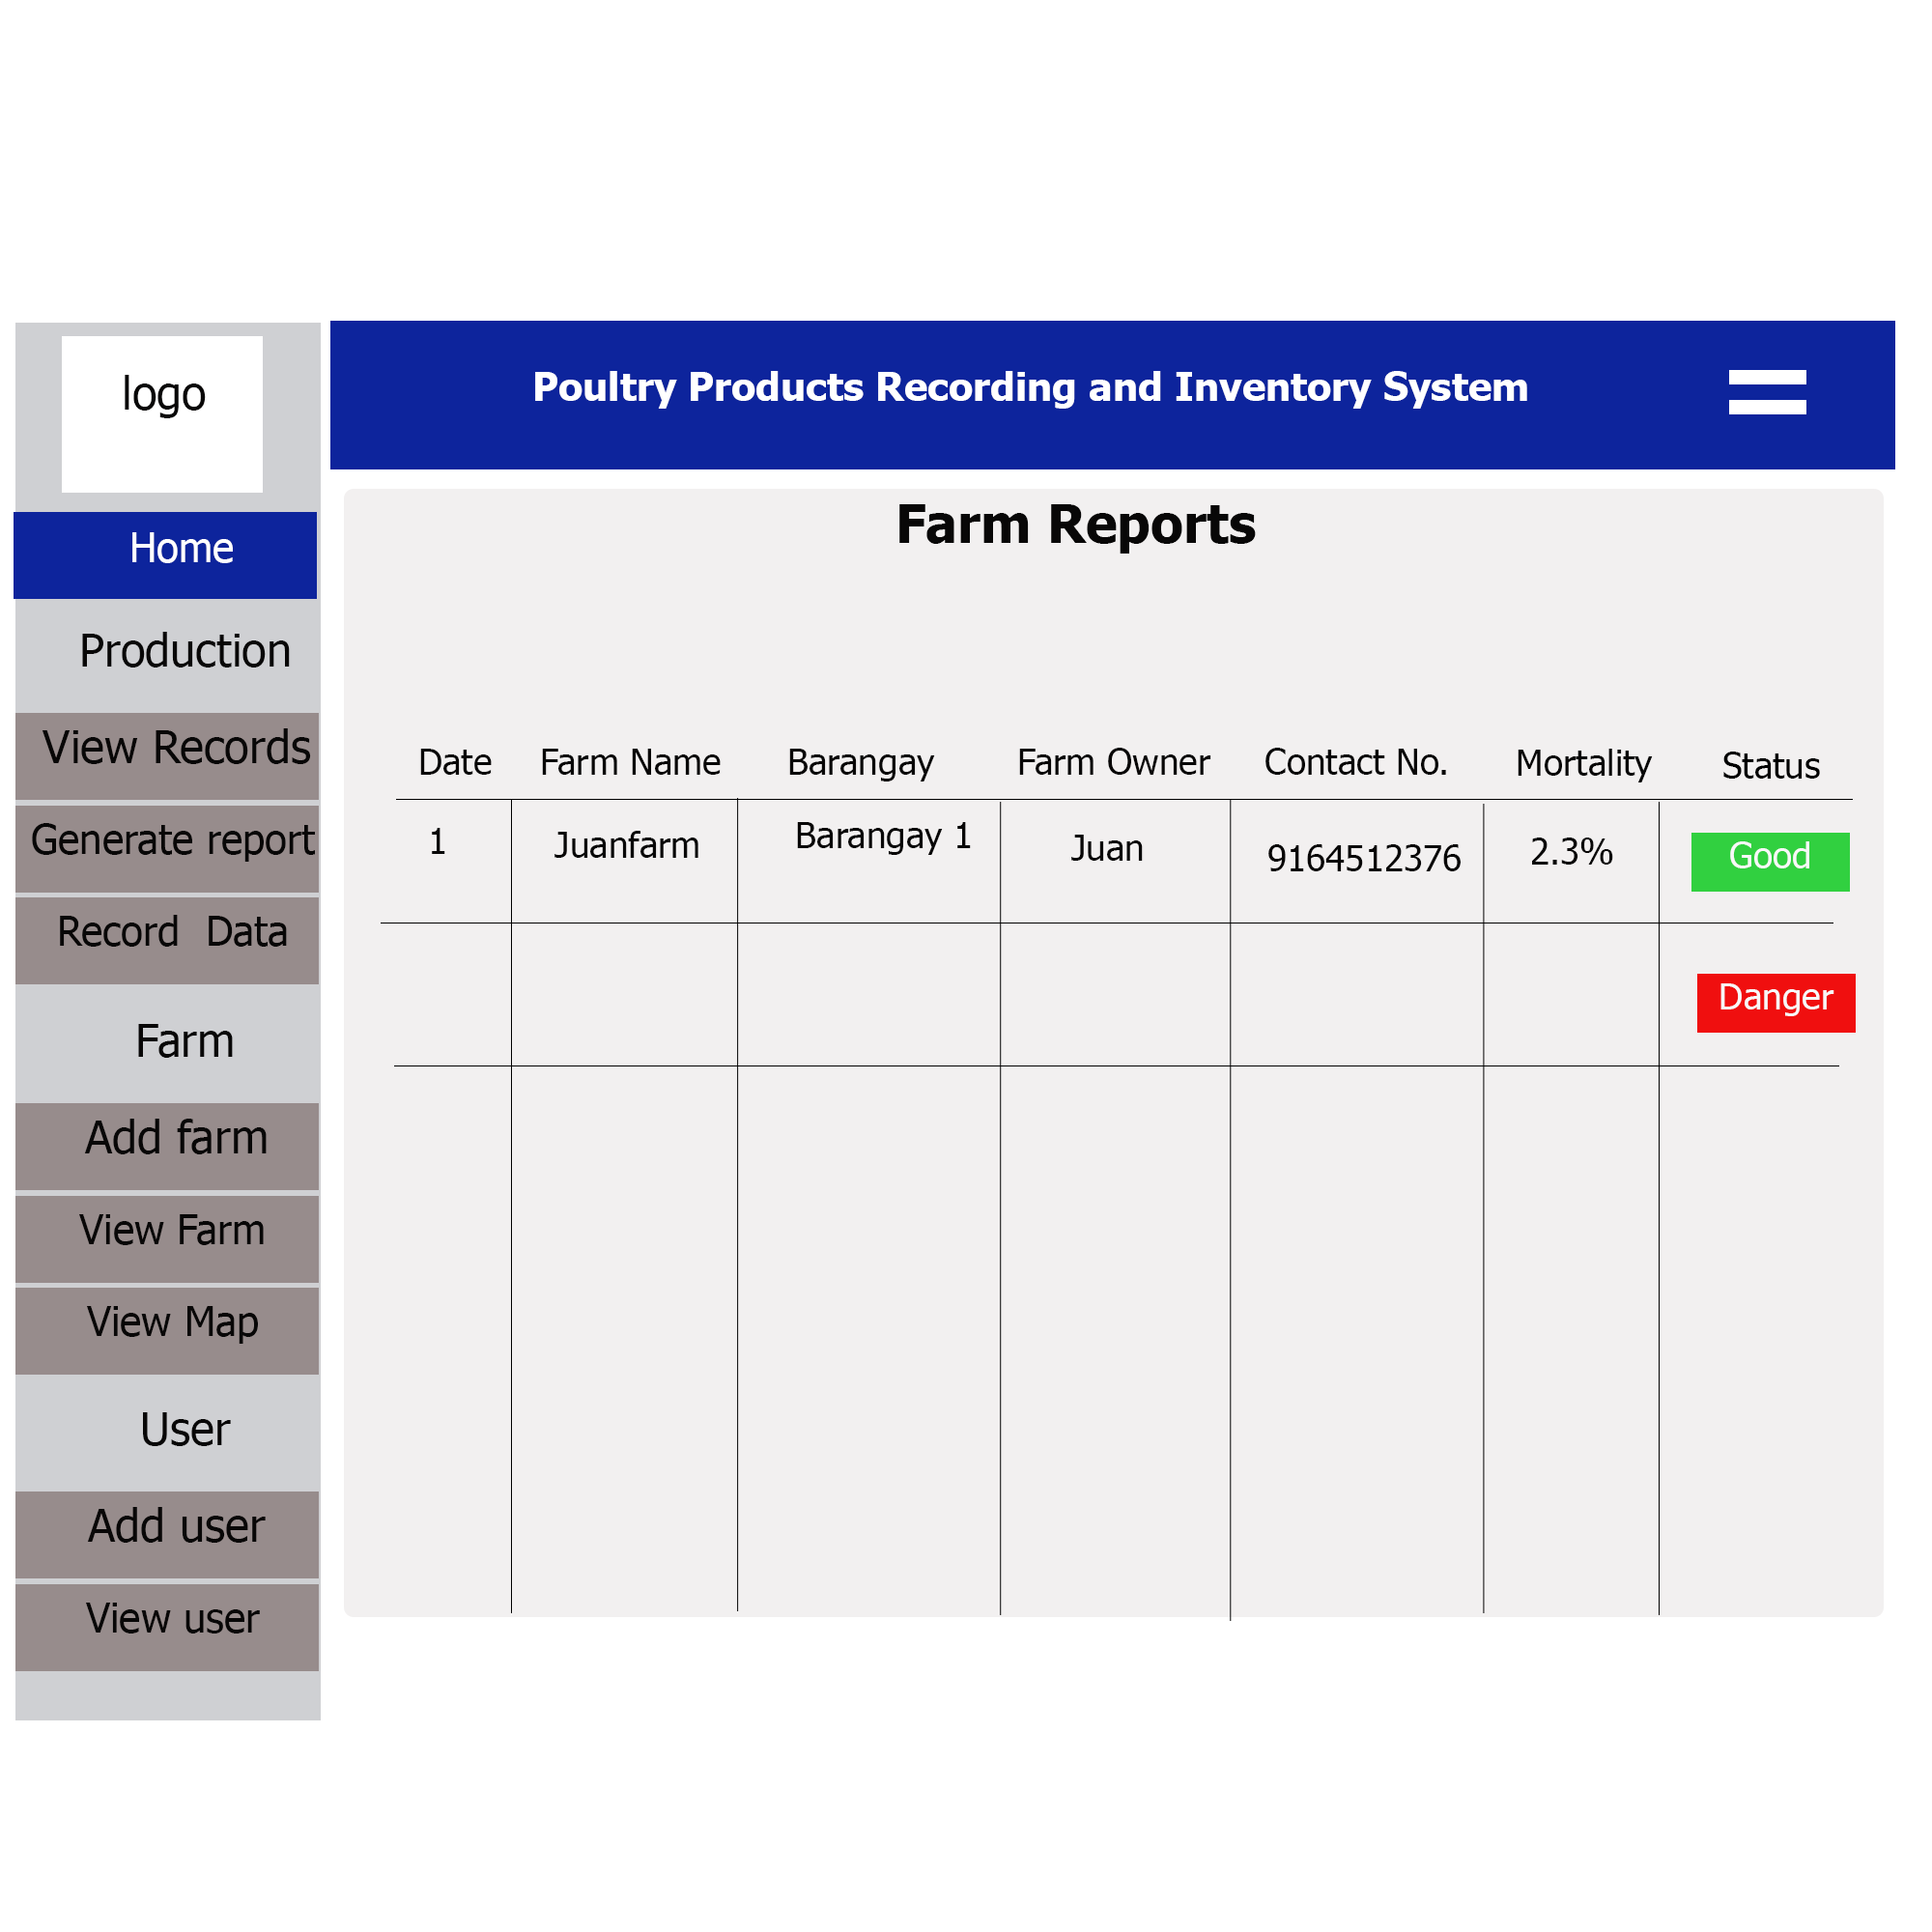 logo
Poultry Products Recording and Inventory System
Home
Production
View Records
Generate report
Record Data
Farm
Add farm
View Farm
View Map
User
Add user
View user
Farm Reports
Date Farm Name Barangay Farm Owner Contact No. Mortality Status
1 Juanfarm Barangay 1 Juan 9164512376 2.3% Good
Danger